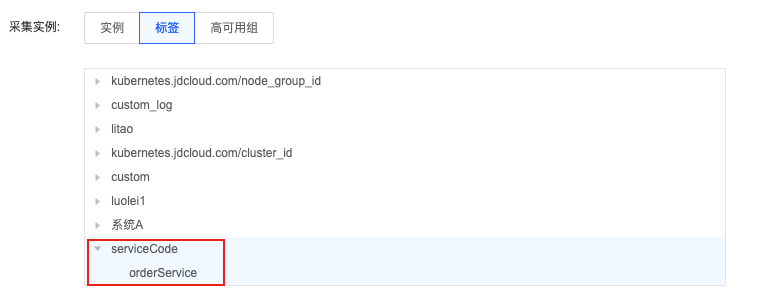 采集实例: 实例 标签 高可用组
kubernetes.jdcloud.com/node_group_id
custom_log
litao
kubernetes.jdcloud.com/cluster_id
custom
luolei1
系统A
serviceCode
orderService